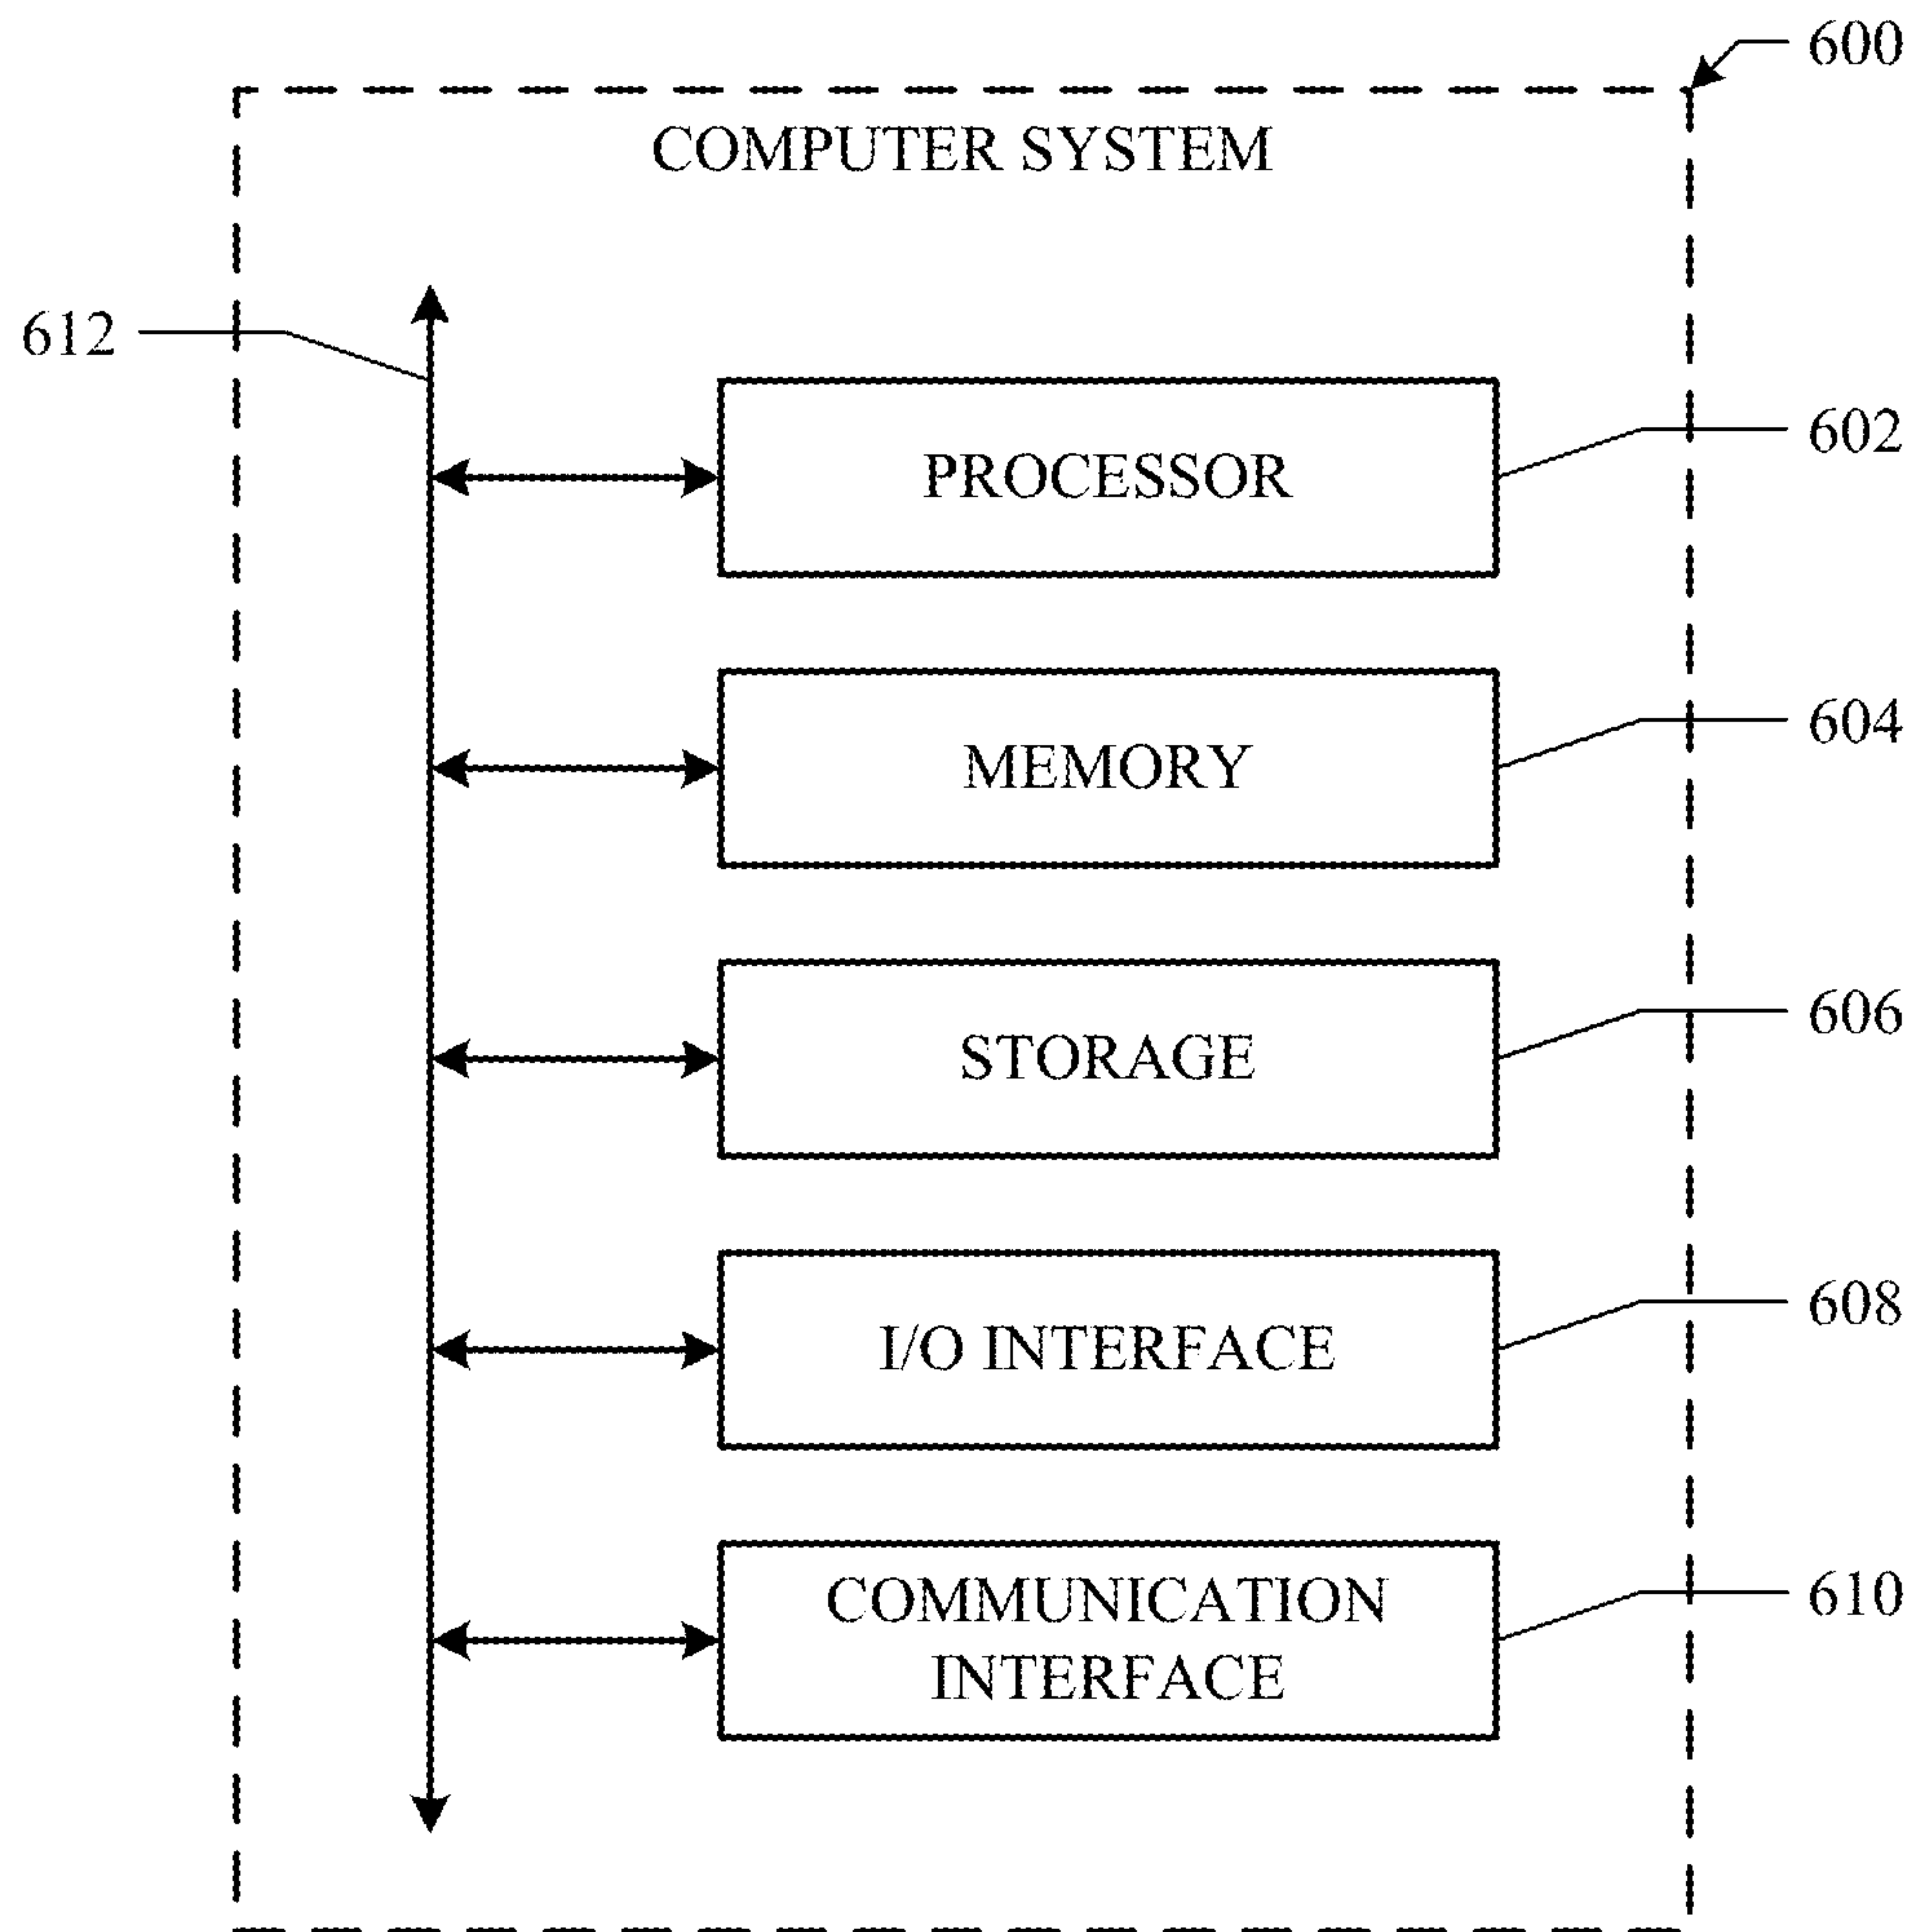 600
COMPUTER SYSTEM
612
PROCESSOR
602
MEMORY
604
STORAGE
606
I/O INTERFACE
608
COMMUNICATION
INTERFACE
610